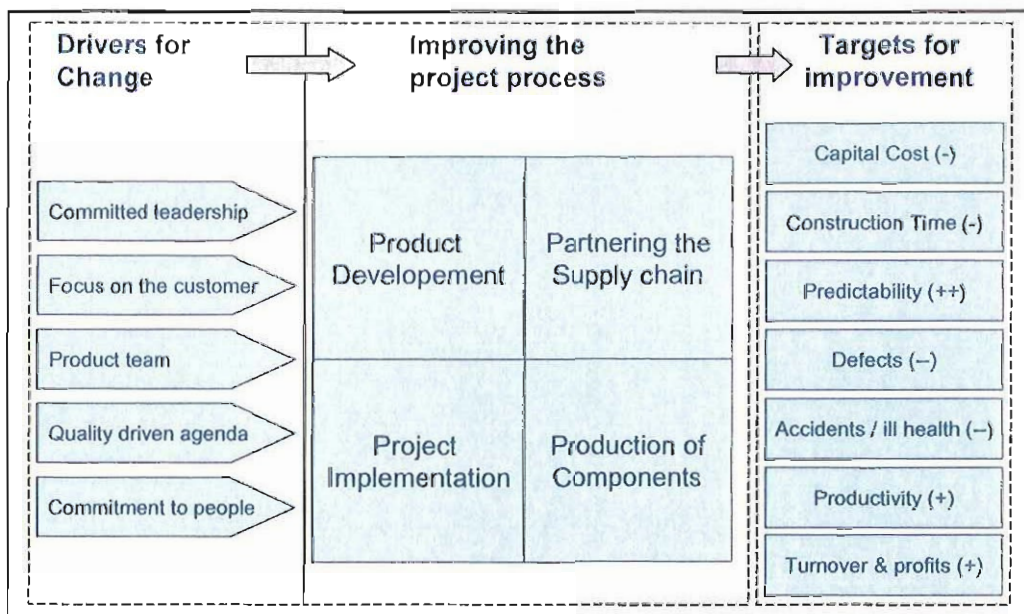 Drivers for
Change
Improving the
project process
Targets for
improvement
Committed leadership
Focus on the customer
Product team
Quality driven agenda
Commitment to people
Product
Developement
Partnering the
Supply chain
Project
Implementation
Production of
Components
Capital Cost (-)
Construction Time (-)
Predictability (++)
Defects (--)
Accidents / ill health (--)
Productivity (+)
Turnover & profits (+)